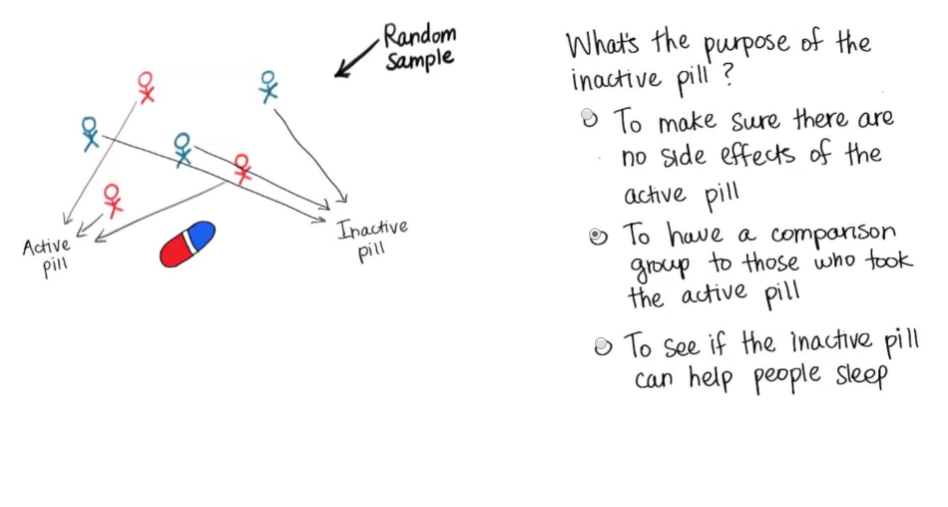 Random
Sample
Active
pill
Inactive
pill
What's the purpose of the
inactive pill ?
To make sure there are
no side effects of the
active pill
To have a comparison
group to those who took
the active pill
To see if the inactive pill
can help people sleep